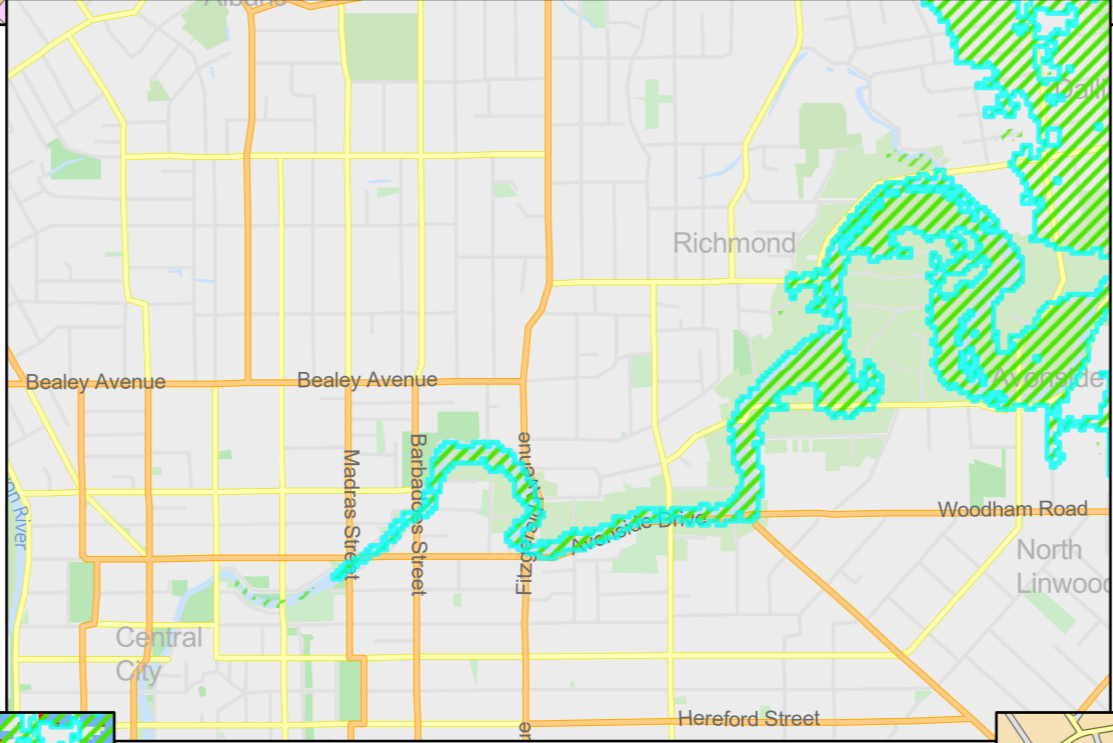 Richmond
Bealey Avenue
Bealey Avenue
Avonside
Madras Street
Barbadoes Street
Fitzgerald Avenue
Avonside Drive
Woodham Road
River
North
Linwood
Central
City
Hereford Street